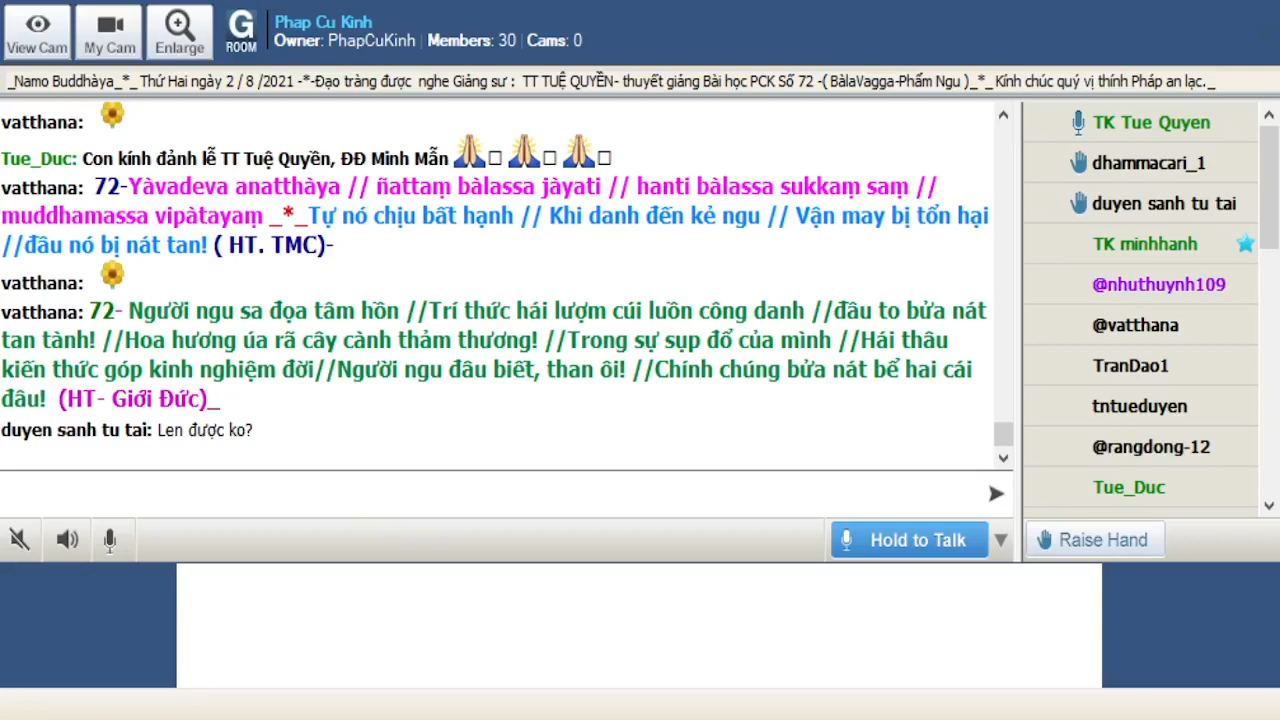 View Cam
My Cam
Enlarge
G
ROOM
Phap Cu Kinh
Owner: PhapCuKinh | Members: 30 | Cams: 0
_Namo Buddhàya_*_ Thứ Hai ngày 2 / 8 /2021 -*-Đạo tràng được  nghe Giảng sư :  TT TUỆ QUYỀN- thuyết giảng Bài học PCK Số 72 -( BàlaVagga-Phẩm Ngu )_*_ Kính chúc quý vị thính Pháp an lạc._
vatthana:
Tue_Duc: Con kính đảnh lễ TT Tuệ Quyền, ĐĐ Minh Mẫn 🙏 🙏 🙏
vatthana: 72-Yàvadeva anatthàya // ñattaṃ bàlassa jàyati // hanti bàlassa sukkaṃ saṃ //
muddhamassa vipàtayaṃ _*_Tự nó chịu bất hạnh // Khi danh đến kẻ ngu // Vận may bị tổn hại
//đầu nó bị nát tan! ( HT. TMC)-
vatthana:
vatthana: 72- Người ngu sa đọa tâm hồn //Trí thức hái lượm cúi luồn công danh //đầu to bửa nát
tan tành! //Hoa hương úa rã cây cành thảm thương! //Trong sự sụp đổ của mình //Hái thâu
kiến thức góp kinh nghiệm đời//Người ngu đâu biết, than ôi! //Chính chúng bửa nát bể hai cái
đầu!  (HT- Giới Đức)_
duyen sanh tu tai: Len được ko?
TK Tue Quyen
dhammacari_1
duyen sanh tu tai
TK minhhanh
@nhuthuynh109
@vatthana
TranDao1
tntueduyen
@rangdong-12
Tue_Duc
Hold to Talk
Raise Hand